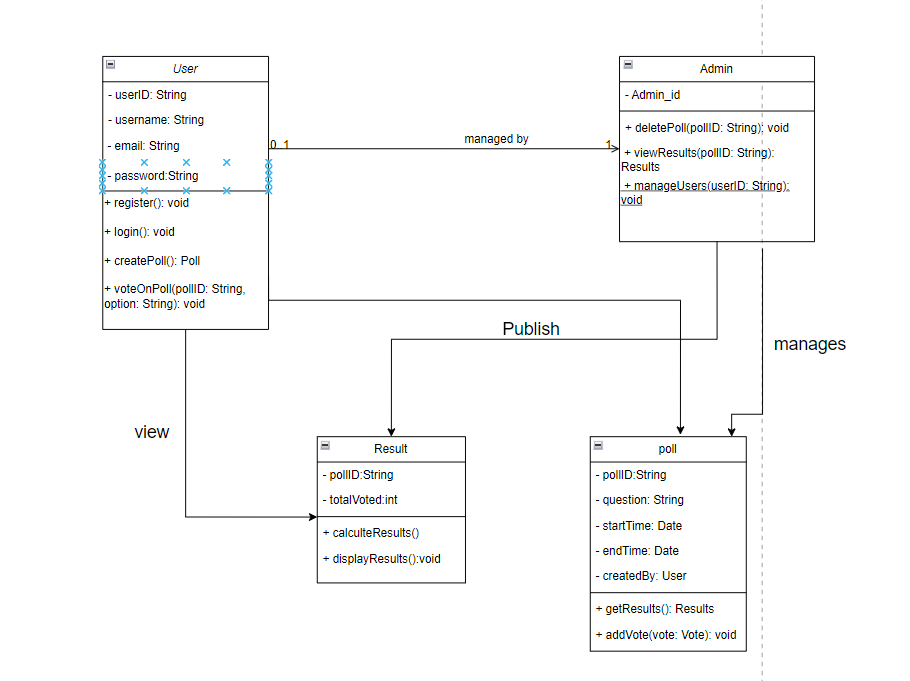 User
- userID: String
- username: String
- email: String
- password:String
+ register(): void
+ login(): void
+ createPoll(): Poll
+ voteOnPoll(pollID: String,
option: String): void
0..1
managed by
1
Admin
- Admin_id
+ deletePoll(pollID: String): void
+ viewResults(pollID: String):
Results
+ manageUsers(userID: String):
void
Publish
manages
view
Result
- pollID:String
- totalVoted:int
+ calculteResults()
+ displayResults():void
poll
- pollID:String
- question: String
- startTime: Date
- endTime: Date
- createdBy: User
+ getResults(): Results
+ addVote(vote: Vote): void